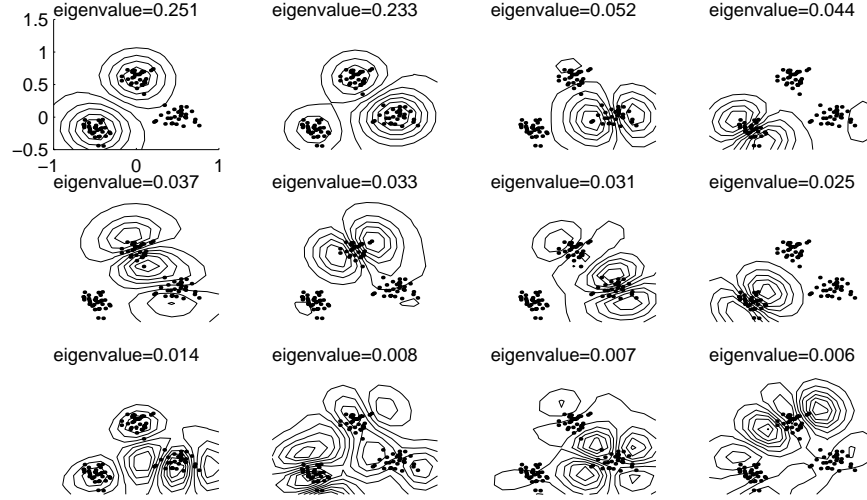 eigenvalue=0.251 eigenvalue=0.233 eigenvalue=0.052 eigenvalue=0.044
1.5
1
0.5
0
−0.5
−1 0 1
eigenvalue=0.037 eigenvalue=0.033 eigenvalue=0.031 eigenvalue=0.025
eigenvalue=0.014 eigenvalue=0.008 eigenvalue=0.007 eigenvalue=0.006